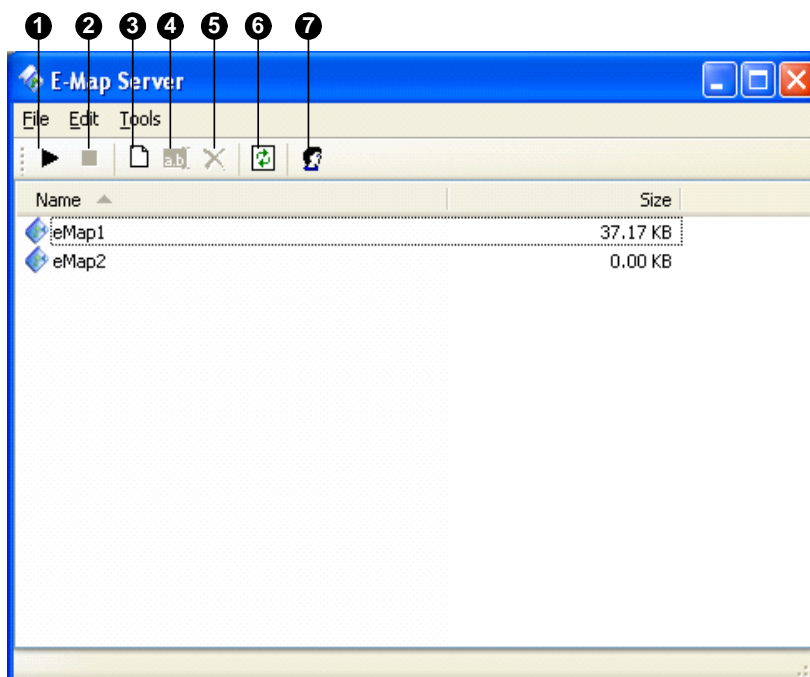 1 2 3 4 5 6 7
E-Map Server
File Edit Tools
a.b
Name Size
eMap1 37.17 KB
eMap2 0.00 KB